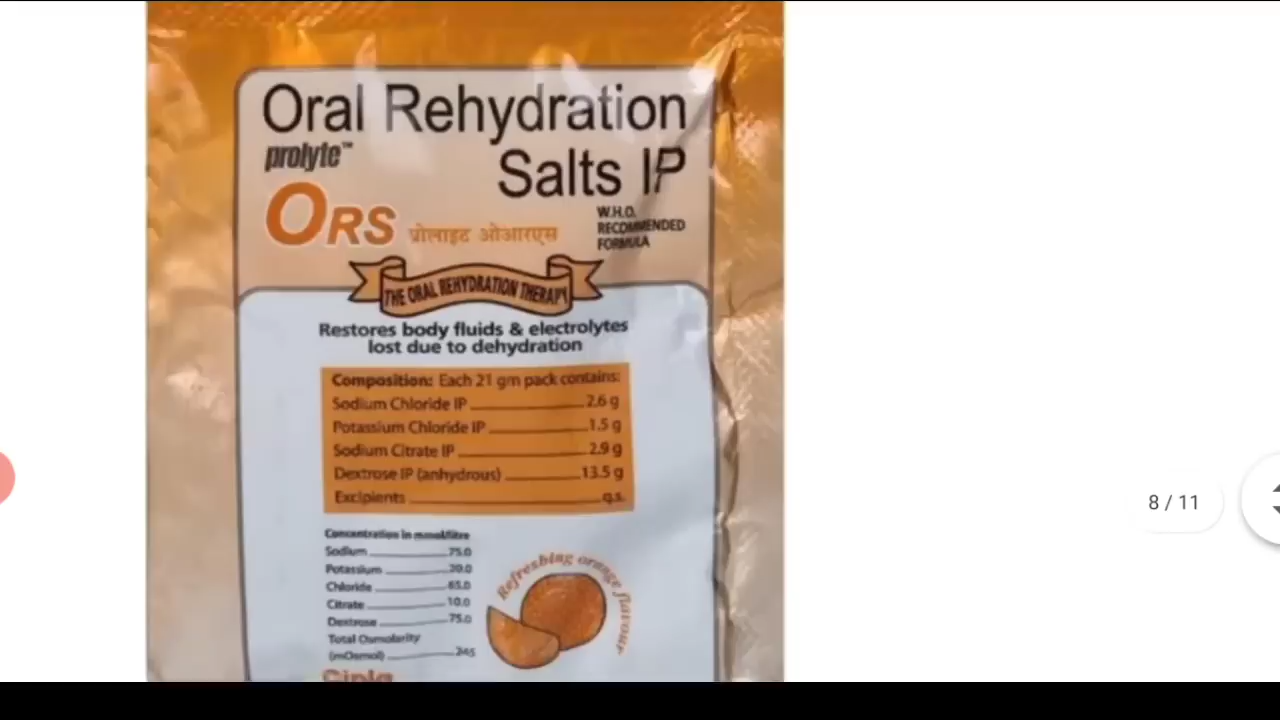 Oral Rehydration
prolyte™
Salts IP
ORS प्रोलाइट ओआरएस
W.H.O.
RECOMMENDED
FORMULA
THE ORAL REHYDRATION THERAPY
Restores body fluids & electrolytes
lost due to dehydration
Composition: Each 21 gm pack contains:
Sodium Chloride IP 2.6 g
Potassium Chloride IP 1.5 g
Sodium Citrate IP 2.9 g
Dextrose IP (anhydrous) 13.5 g
Excipients q.s.
Concentration in mmol/litre
Sodium 75.0
Potassium 20.0
Chloride 65.0
Citrate 10.0
Dextrose 75.0
Total Osmolarity
(mOsmol) 245
Refreshing orange flavour
Cipla
8 / 11